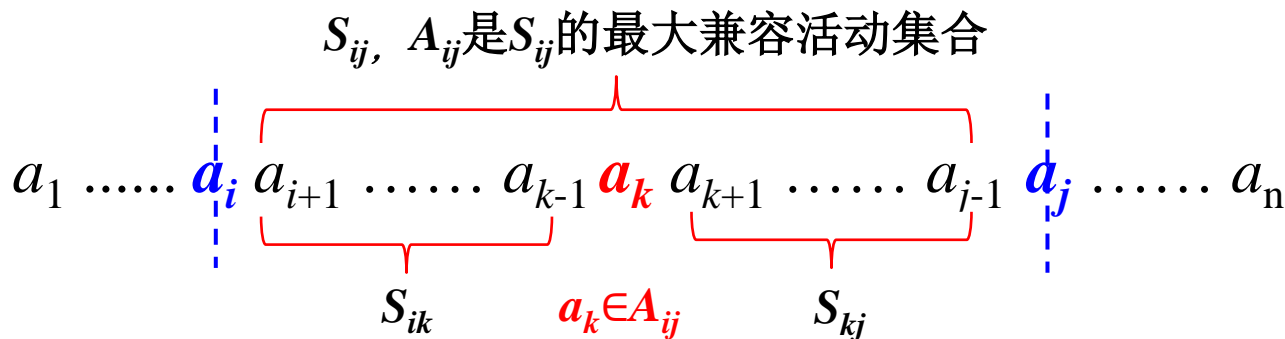 Sij, Aij是Sij的最大兼容活动集合
a1 ...... ai ai+1 ...... ak-1 ak ak+1 ...... aj-1 aj ...... an
Sik ak∈Aij Skj